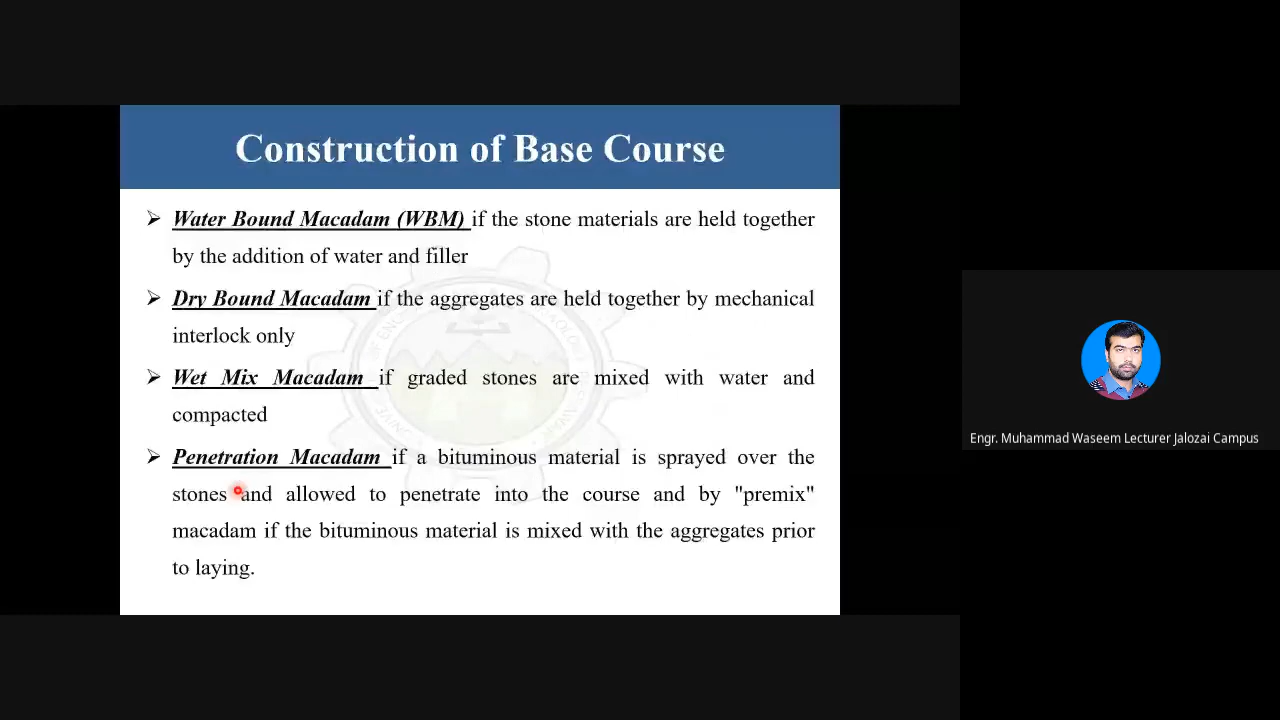 Construction of Base Course
➢ Water Bound Macadam (WBM) if the stone materials are held together
by the addition of water and filler
➢ Dry Bound Macadam if the aggregates are held together by mechanical
interlock only
➢ Wet Mix Macadam if graded stones are mixed with water and
compacted
➢ Penetration Macadam if a bituminous material is sprayed over the
stones and allowed to penetrate into the course and by "premix"
macadam if the bituminous material is mixed with the aggregates prior
to laying.
Engr. Muhammad Waseem Lecturer Jalozai Campus